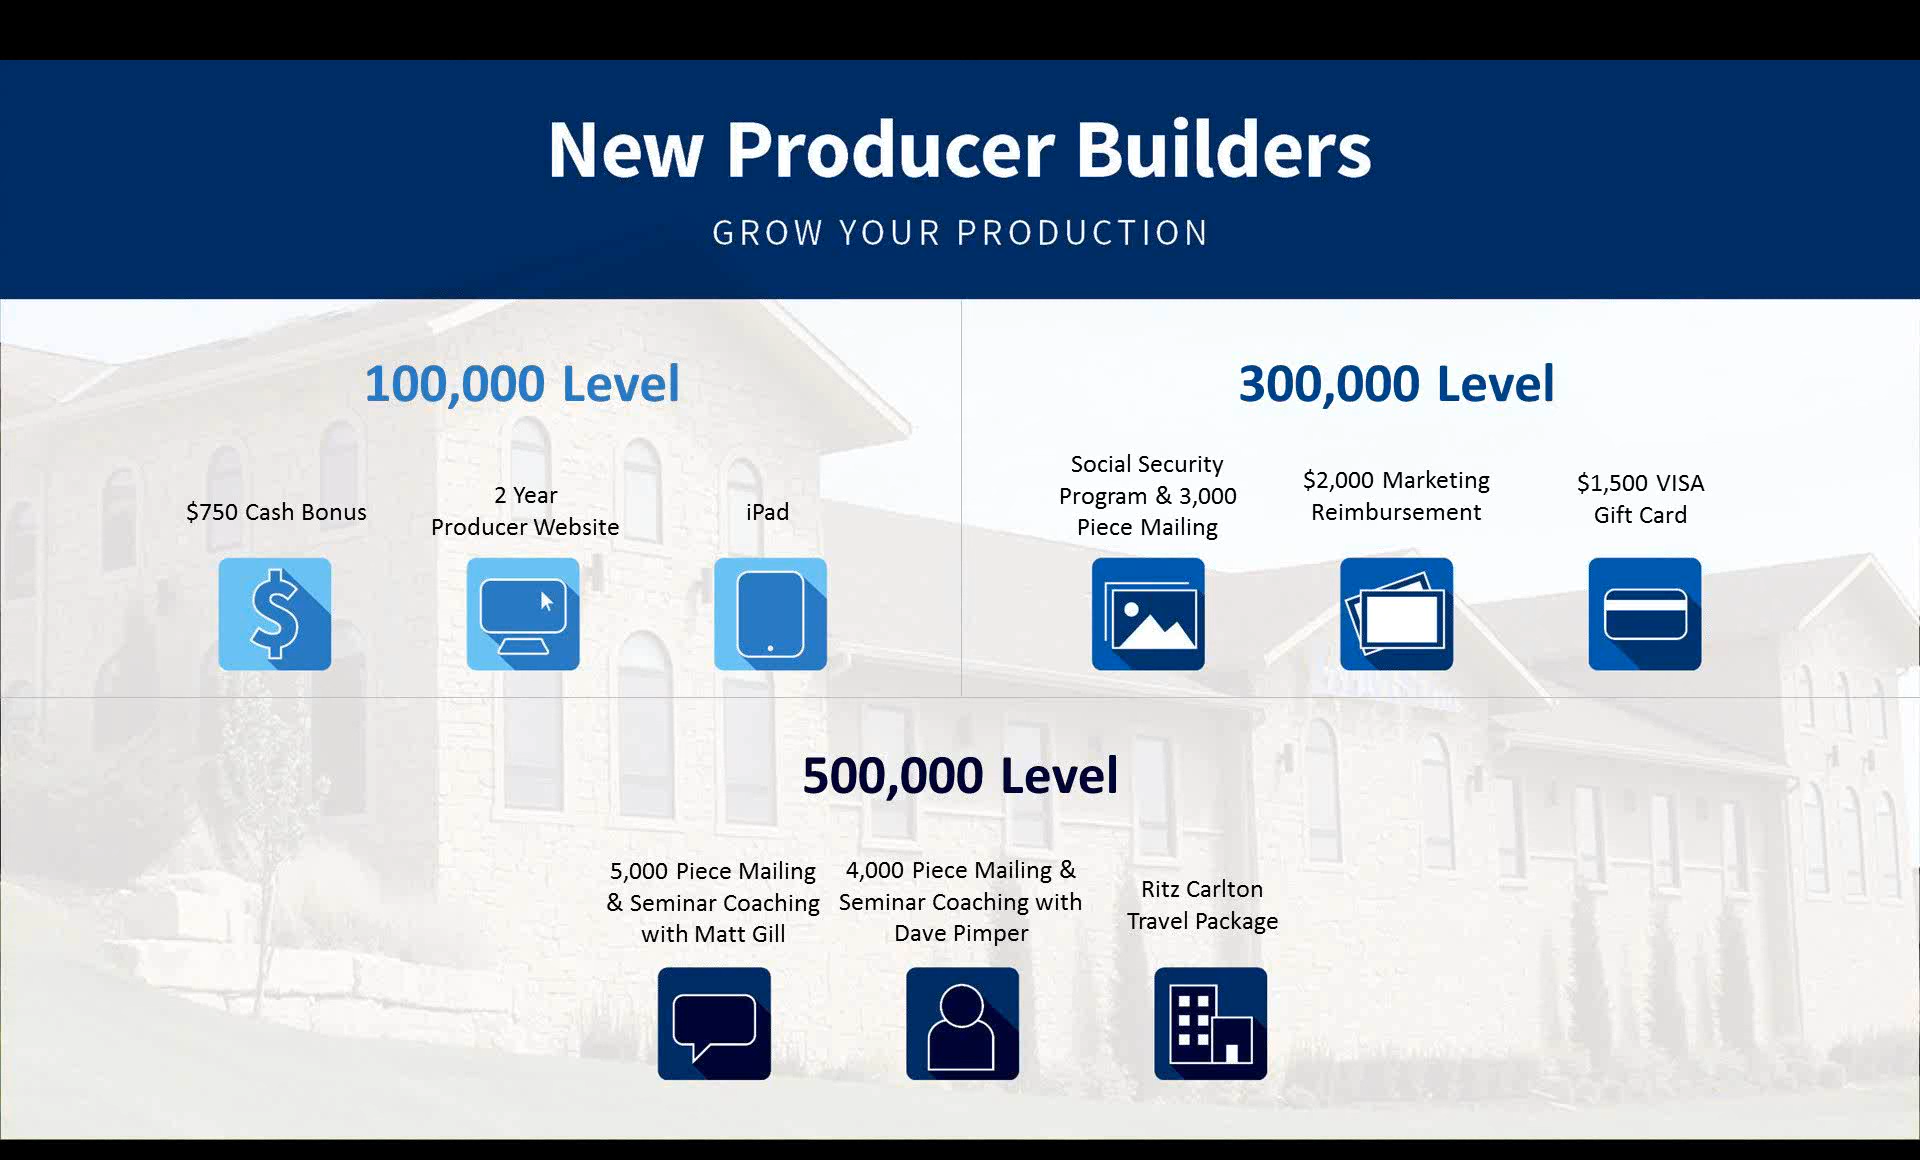 New Producer Builders
GROW YOUR PRODUCTION
100,000 Level
$750 Cash Bonus
2 Year
Producer Website
iPad
300,000 Level
Social Security
Program & 3,000
Piece Mailing
$2,000 Marketing
Reimbursement
$1,500 VISA
Gift Card
500,000 Level
5,000 Piece Mailing
& Seminar Coaching
with Matt Gill
4,000 Piece Mailing &
Seminar Coaching with
Dave Pimper
Ritz Carlton
Travel Package